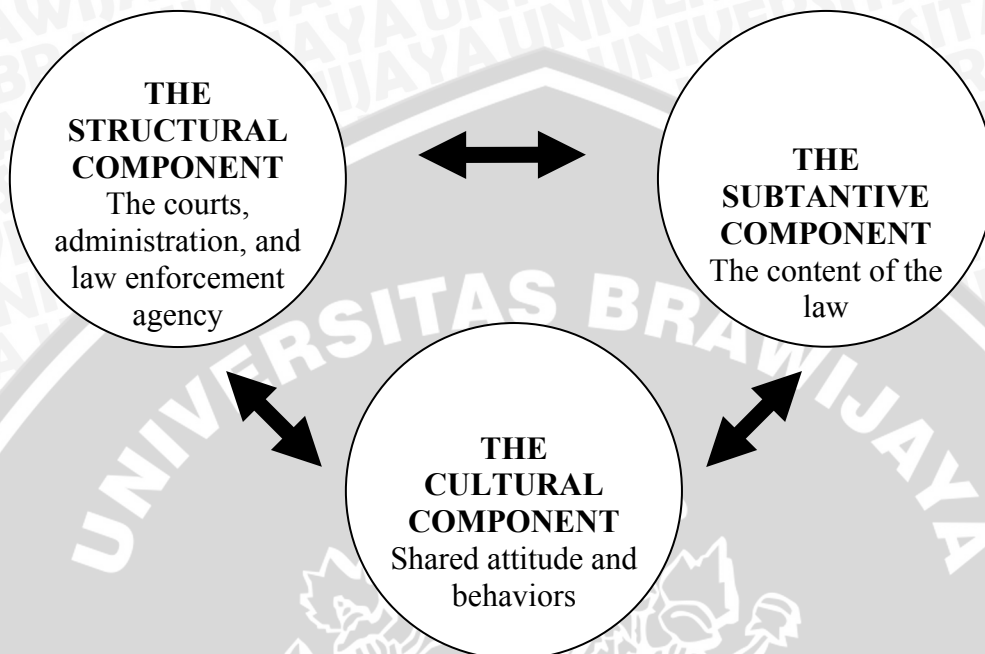 THE
STRUCTURAL
COMPONENT
The courts,
administration, and
law enforcement
agency
THE
SUBTANTIVE
COMPONENT
The content of the
law
UNIVERSITAS BRAWIJAYA
THE
CULTURAL
COMPONENT
Shared attitude and
behaviors